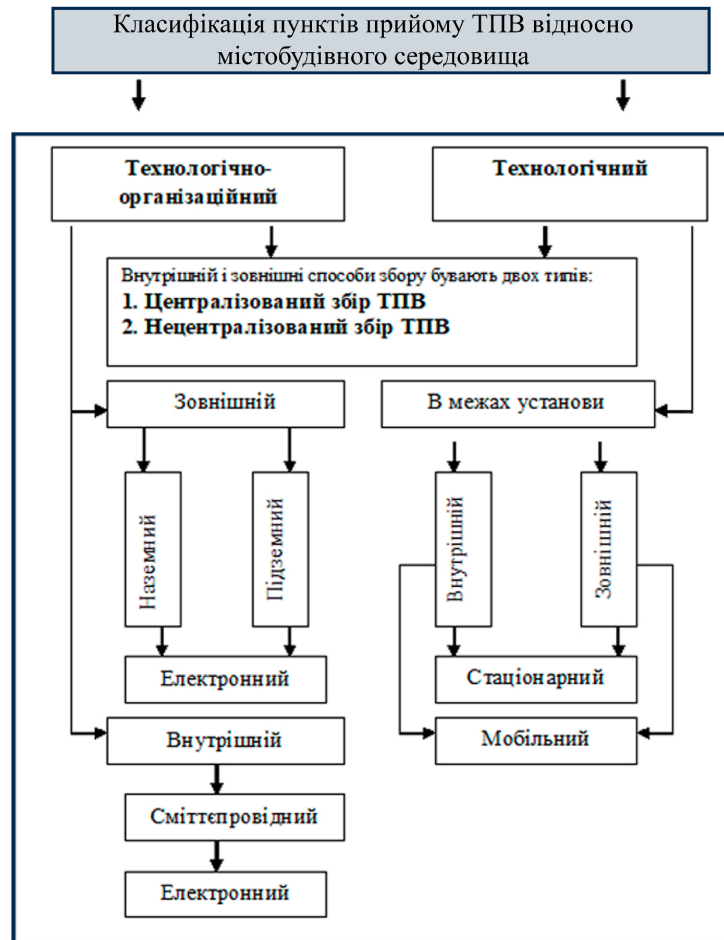 Класифікація пунктів прийому ТПВ відносно
містобудівного середовища
Технологічно-
організаційний
Технологічний
Внутрішній і зовнішні способи збору бувають двох типів:
1. Централізований збір ТПВ
2. Нецентралізований збір ТПВ
Зовнішній
В межах установи
Наземний
Підземний
Внутрішній
Зовнішній
Електронний
Стаціонарний
Внутрішній
Мобільний
Сміттєпровідний
Електронний